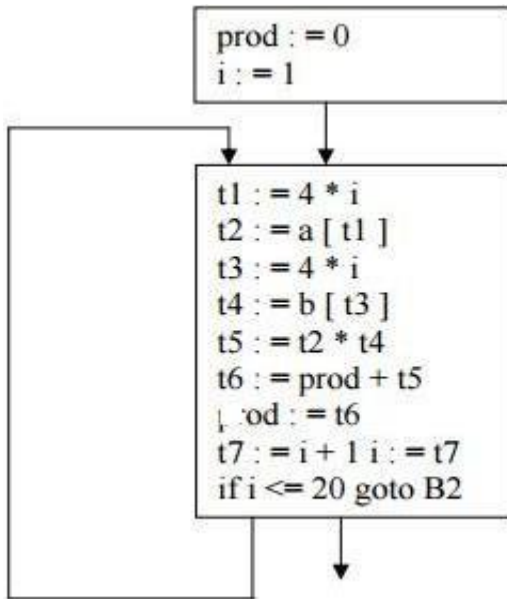 prod : = 0
i : = 1
t1 : = 4 * i
t2 : = a [ t1 ]
t3 : = 4 * i
t4 : = b [ t3 ]
t5 : = t2 * t4
t6 : = prod + t5
prod : = t6
t7 : = i + 1 i : = t7
if i <= 20 goto B2